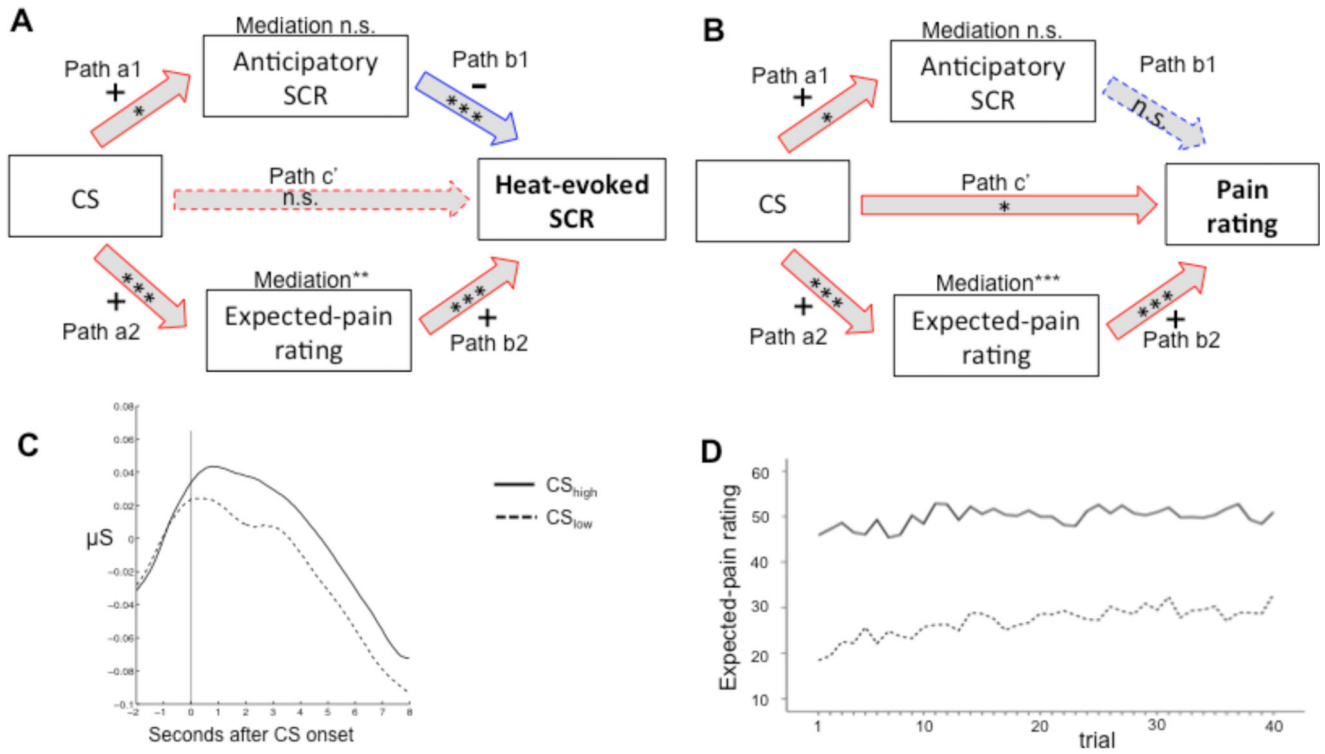 A
Mediation n.s.
Path a1
+
*
Anticipatory
SCR
Path b1
-
***
CS
Path c'
n.s.
Heat-evoked
SCR
***
+
Path a2
Mediation**
Expected-pain
rating
***
+
Path b2
B
Mediation n.s.
Path a1
+
*
Anticipatory
SCR
Path b1
n.s.
CS
Path c'
*
Pain
rating
***
+
Path a2
Mediation***
Expected-pain
rating
***
+
Path b2
C
0.08
0.06
0.04
0.02
0
−0.02
−0.04
−0.06
−0.08
−0.1
μS
−2 −1 0 1 2 3 4 5 6 7 8
Seconds after CS onset
CShigh
CSlow
D
Expected-pain rating
60
50
40
30
20
10
1 10 20 30 40
trial